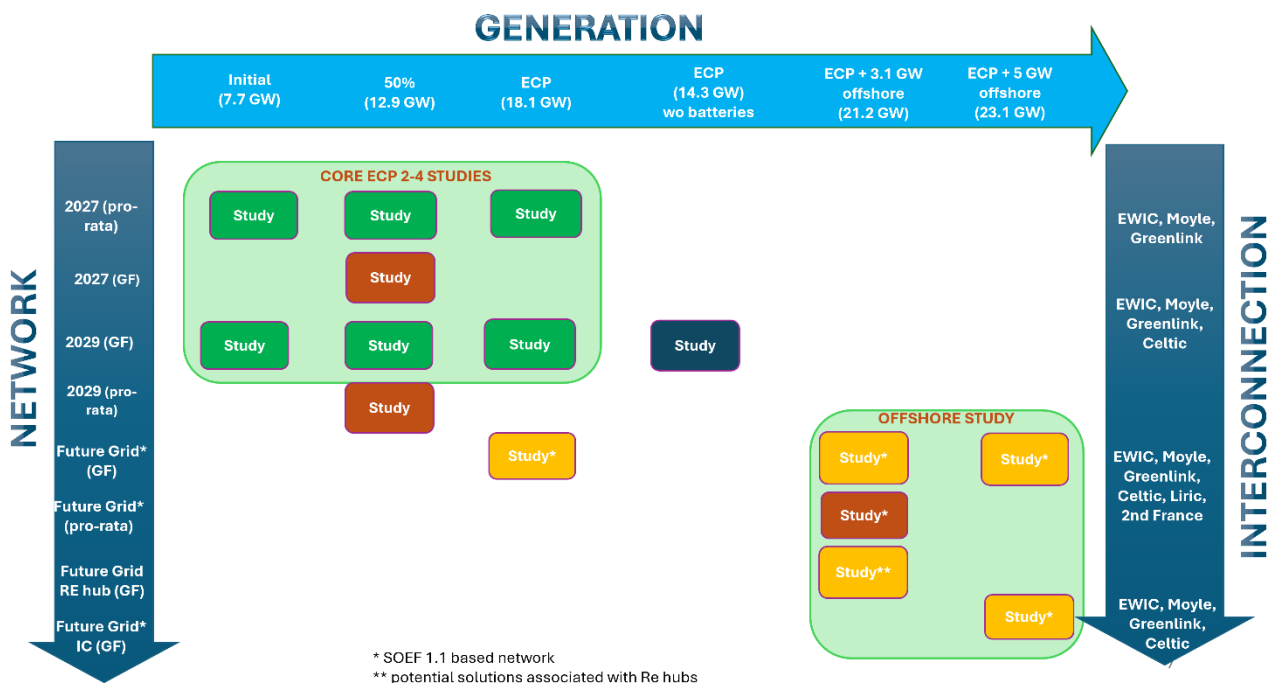 GENERATION
Initial
(7.7 GW)
50%
(12.9 GW)
ECP
(18.1 GW)
ECP
(14.3 GW)
wo batteries
ECP + 3.1 GW
offshore
(21.2 GW)
ECP + 5 GW
offshore
(23.1 GW)
NETWORK
INTERCONNECTION
CORE ECP 2-4 STUDIES
2027 (pro-
rata)
Study
Study
Study
EWIC, Moyle,
Greenlink
2027 (GF)
Study
2029 (GF)
Study
Study
Study
Study
EWIC, Moyle,
Greenlink,
Celtic
2029 (pro-
rata)
Study
OFFSHORE STUDY
Future Grid*
(GF)
Study*
Study*
Study*
EWIC, Moyle,
Greenlink,
Celtic, Liric,
2nd France
Future Grid*
(pro-rata)
Study*
Future Grid
RE hub (GF)
Study**
Future Grid*
IC (GF)
Study*
EWIC, Moyle,
Greenlink,
Celtic
* SOEF 1.1 based network
** potential solutions associated with Re hubs